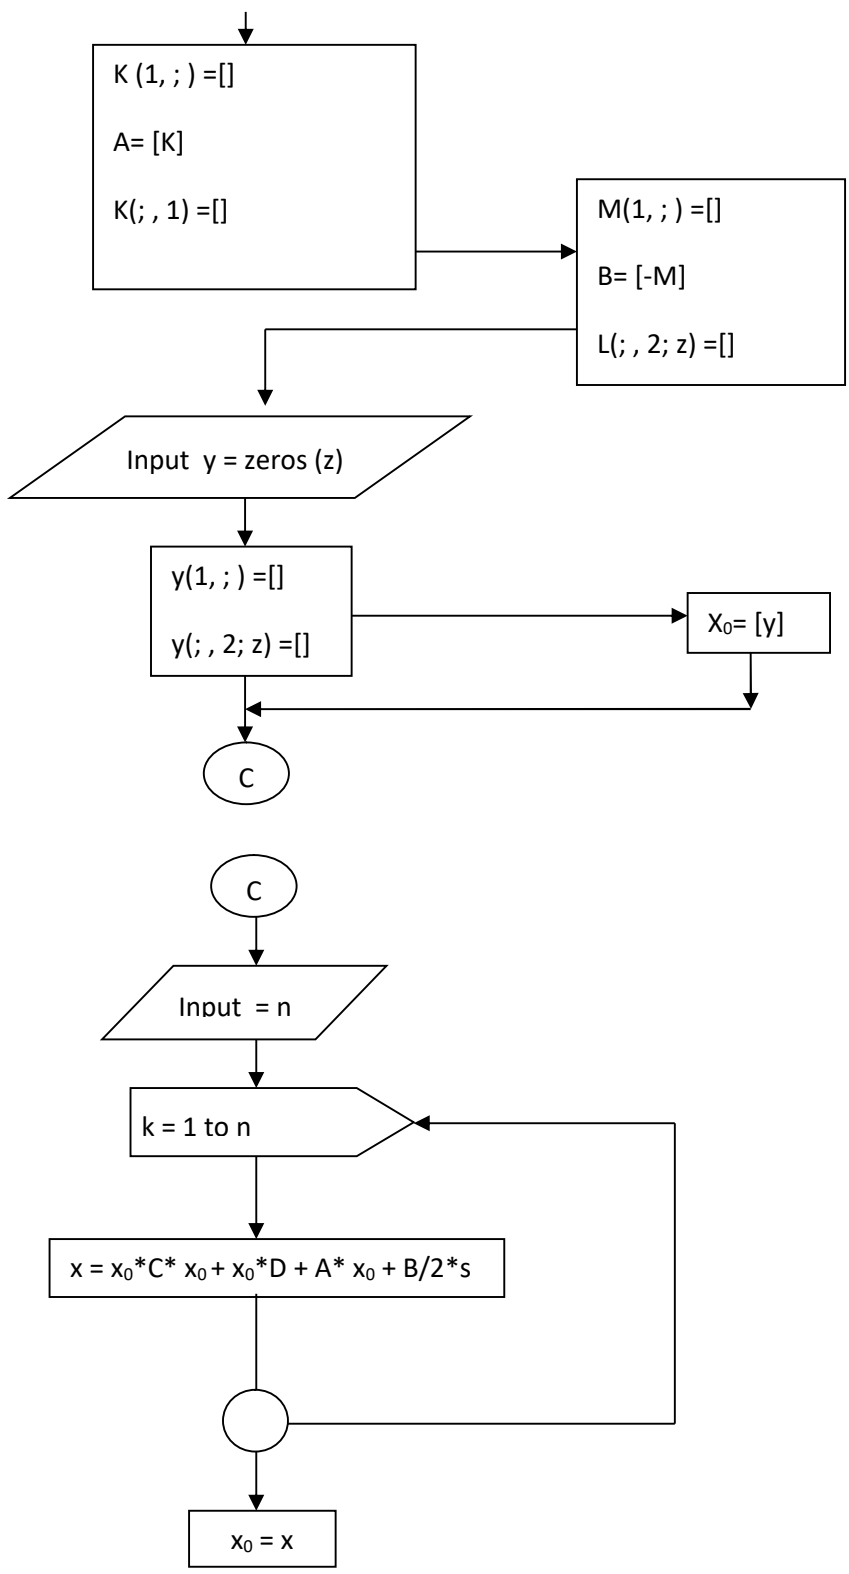 K (1, ; ) =[]
A= [K]
K(; , 1) =[]
M(1, ; ) =[]
B= [-M]
L(; , 2; z) =[]
Input y = zeros (z)
y(1, ; ) =[]
y(; , 2; z) =[]
X₀= [y]
C
C
Input = n
k = 1 to n
x = x₀*C* x₀ + x₀*D + A* x₀ + B/2*s
x₀ = x